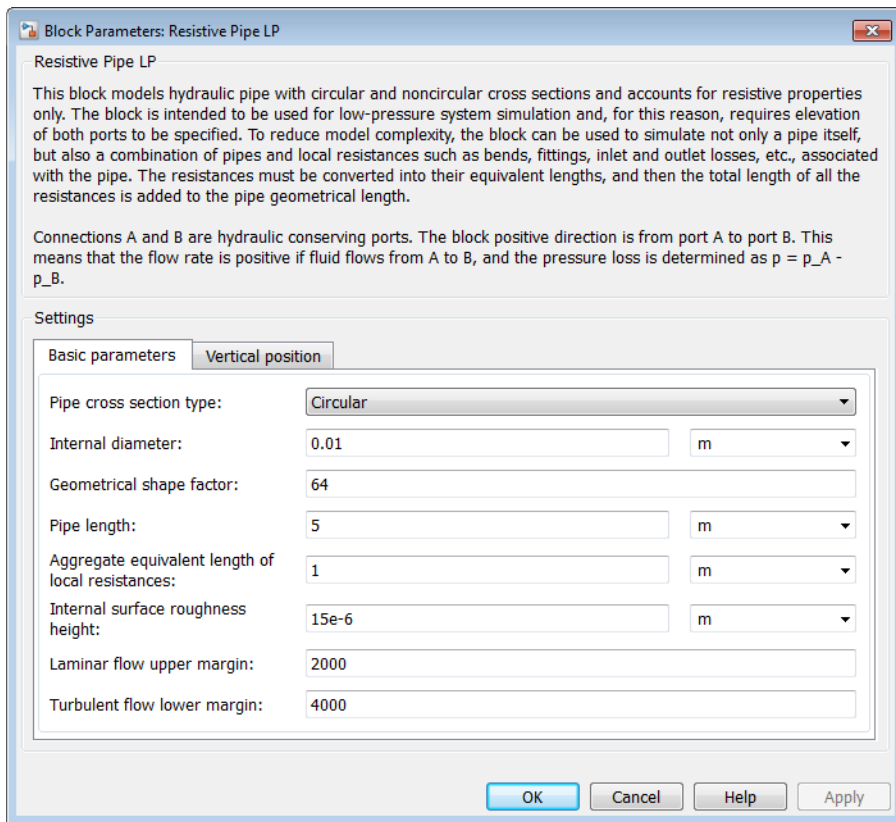 Block Parameters: Resistive Pipe LP
Resistive Pipe LP
This block models hydraulic pipe with circular and noncircular cross sections and accounts for resistive properties
only. The block is intended to be used for low-pressure system simulation and, for this reason, requires elevation
of both ports to be specified. To reduce model complexity, the block can be used to simulate not only a pipe itself,
but also a combination of pipes and local resistances such as bends, fittings, inlet and outlet losses, etc., associated
with the pipe. The resistances must be converted into their equivalent lengths, and then the total length of all the
resistances is added to the pipe geometrical length.
Connections A and B are hydraulic conserving ports. The block positive direction is from port A to port B. This
means that the flow rate is positive if fluid flows from A to B, and the pressure loss is determined as p = p_A -
p_B.
Settings
Basic parameters Vertical position
Pipe cross section type: Circular
Internal diameter: 0.01 m
Geometrical shape factor: 64
Pipe length: 5 m
Aggregate equivalent length of
local resistances: 1 m
Internal surface roughness
height: 15e-6 m
Laminar flow upper margin: 2000
Turbulent flow lower margin: 4000
OK Cancel Help Apply